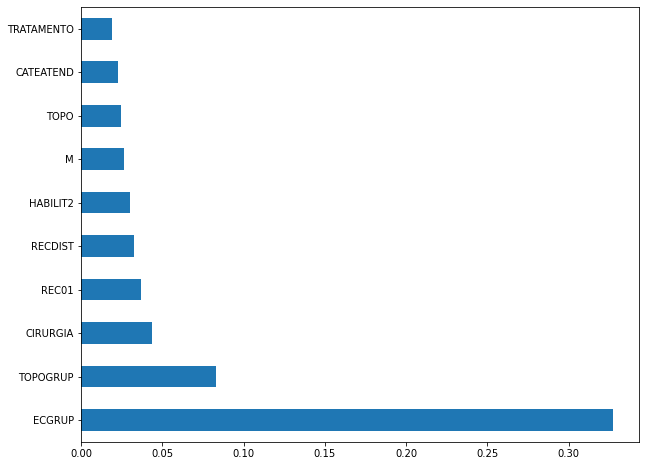 TRATAMENTO
CATEATEND
TOPO
M
HABILIT2
RECDIST
REC01
CIRURGIA
TOPOGRUP
ECGRUP
0.00 0.05 0.10 0.15 0.20 0.25 0.30